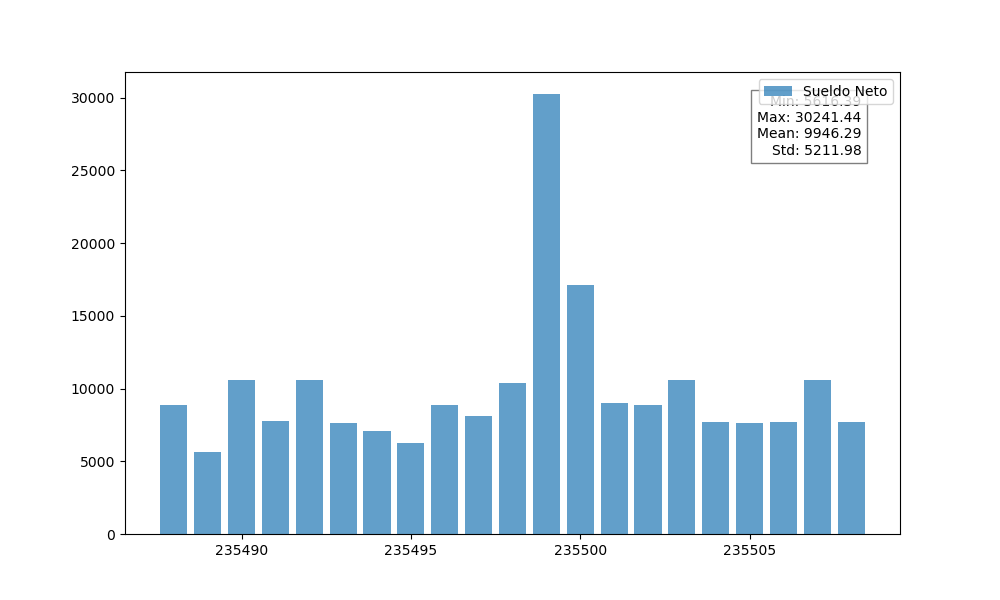 30000
25000
20000
15000
10000
5000
0
235490
235495
235500
235505
Sueldo Neto
Min: 5616.39
Max: 30241.44
Mean: 9946.29
Std: 5211.98